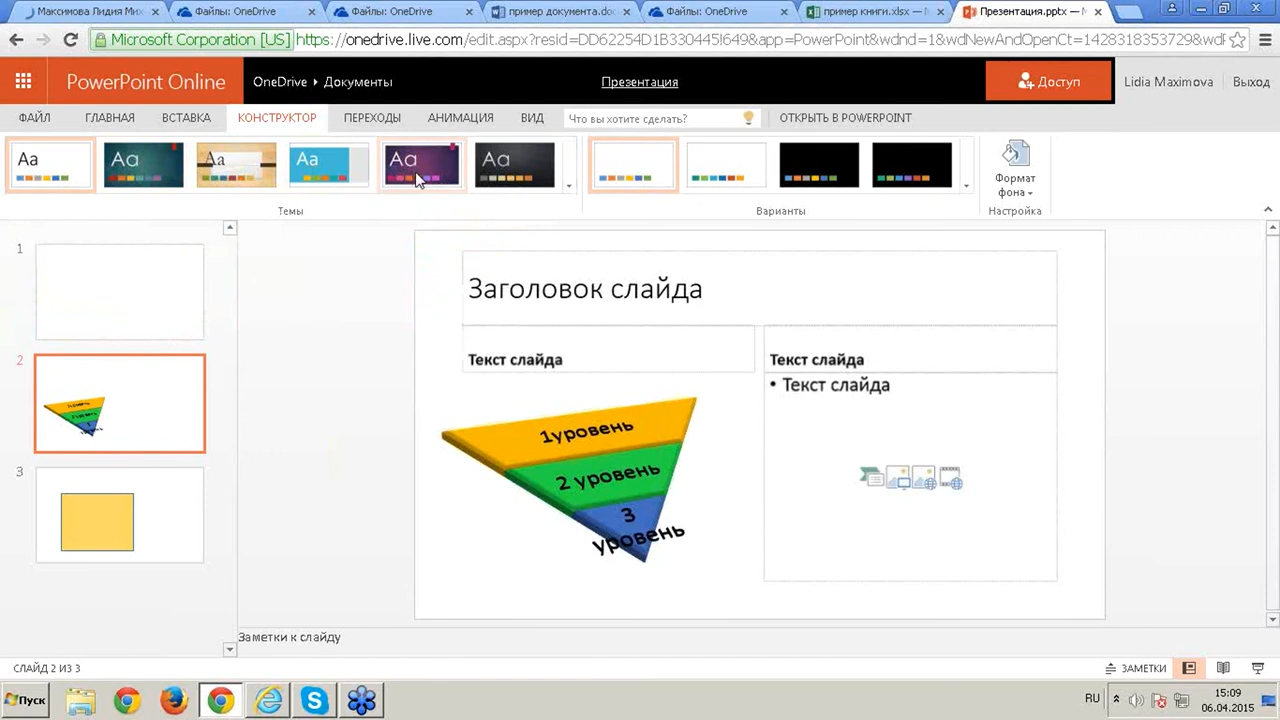 Максимова Лидия Мих
Файлы: OneDrive
Файлы: OneDrive
пример документа.doc
Файлы: OneDrive
пример книги.xlsx — M
Презентация.pptx — M
Microsoft Corporation [US]
https://onedrive.live.com/edit.aspx?resid=DD62254D1B330445!649&app=PowerPoint&wdnd=1&wdNewAndOpenCt=1428318353729&wdF
PowerPoint Online
OneDrive
Документы
Презентация
Доступ
Lidia Maximova
Выход
ФАЙЛ
ГЛАВНАЯ
ВСТАВКА
КОНСТРУКТОР
ПЕРЕХОДЫ
АНИМАЦИЯ
ВИД
Что вы хотите сделать?
ОТКРЫТЬ В POWERPOINT
Aa
Aa
Aa
Aa
Aa
Aa
Формат
фона
Темы
Варианты
Настройка
1
2
3
Заголовок слайда
Текст слайда
Текст слайда
• Текст слайда
1уровень
2 уровень
3
уровень
Заметки к слайду
СЛАЙД 2 ИЗ 3
ЗАМЕТКИ
Пуск
RU
15:09
06.04.2015